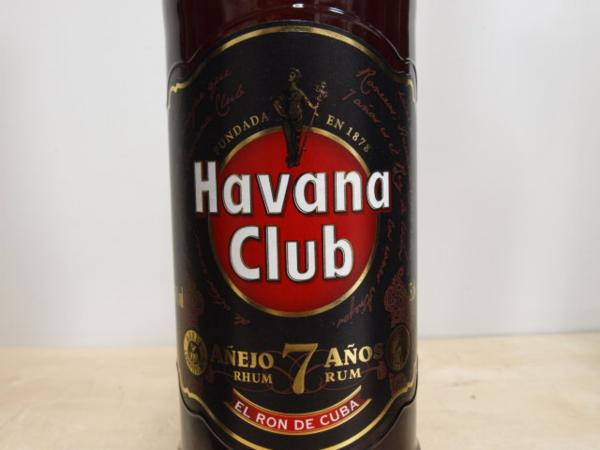 FUNDADA EN 1878
Havana
Club
AÑEJO 7 AÑOS
RHUM RUM
EL RON DE CUBA